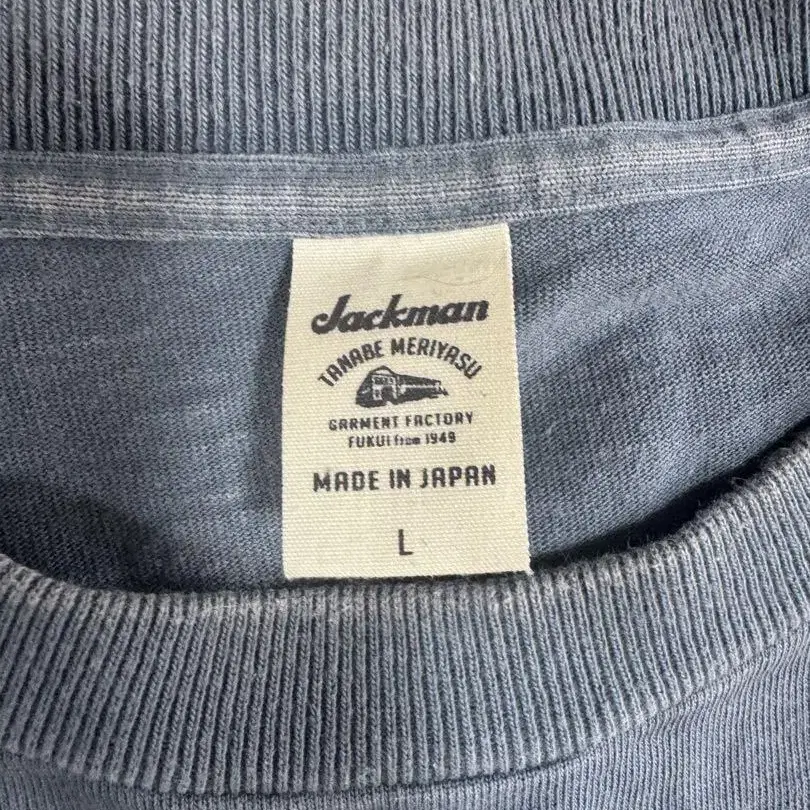 Jackman
TANABE MERIYASU
GARMENT FACTORY
FUKUI from 1949
MADE IN JAPAN
L